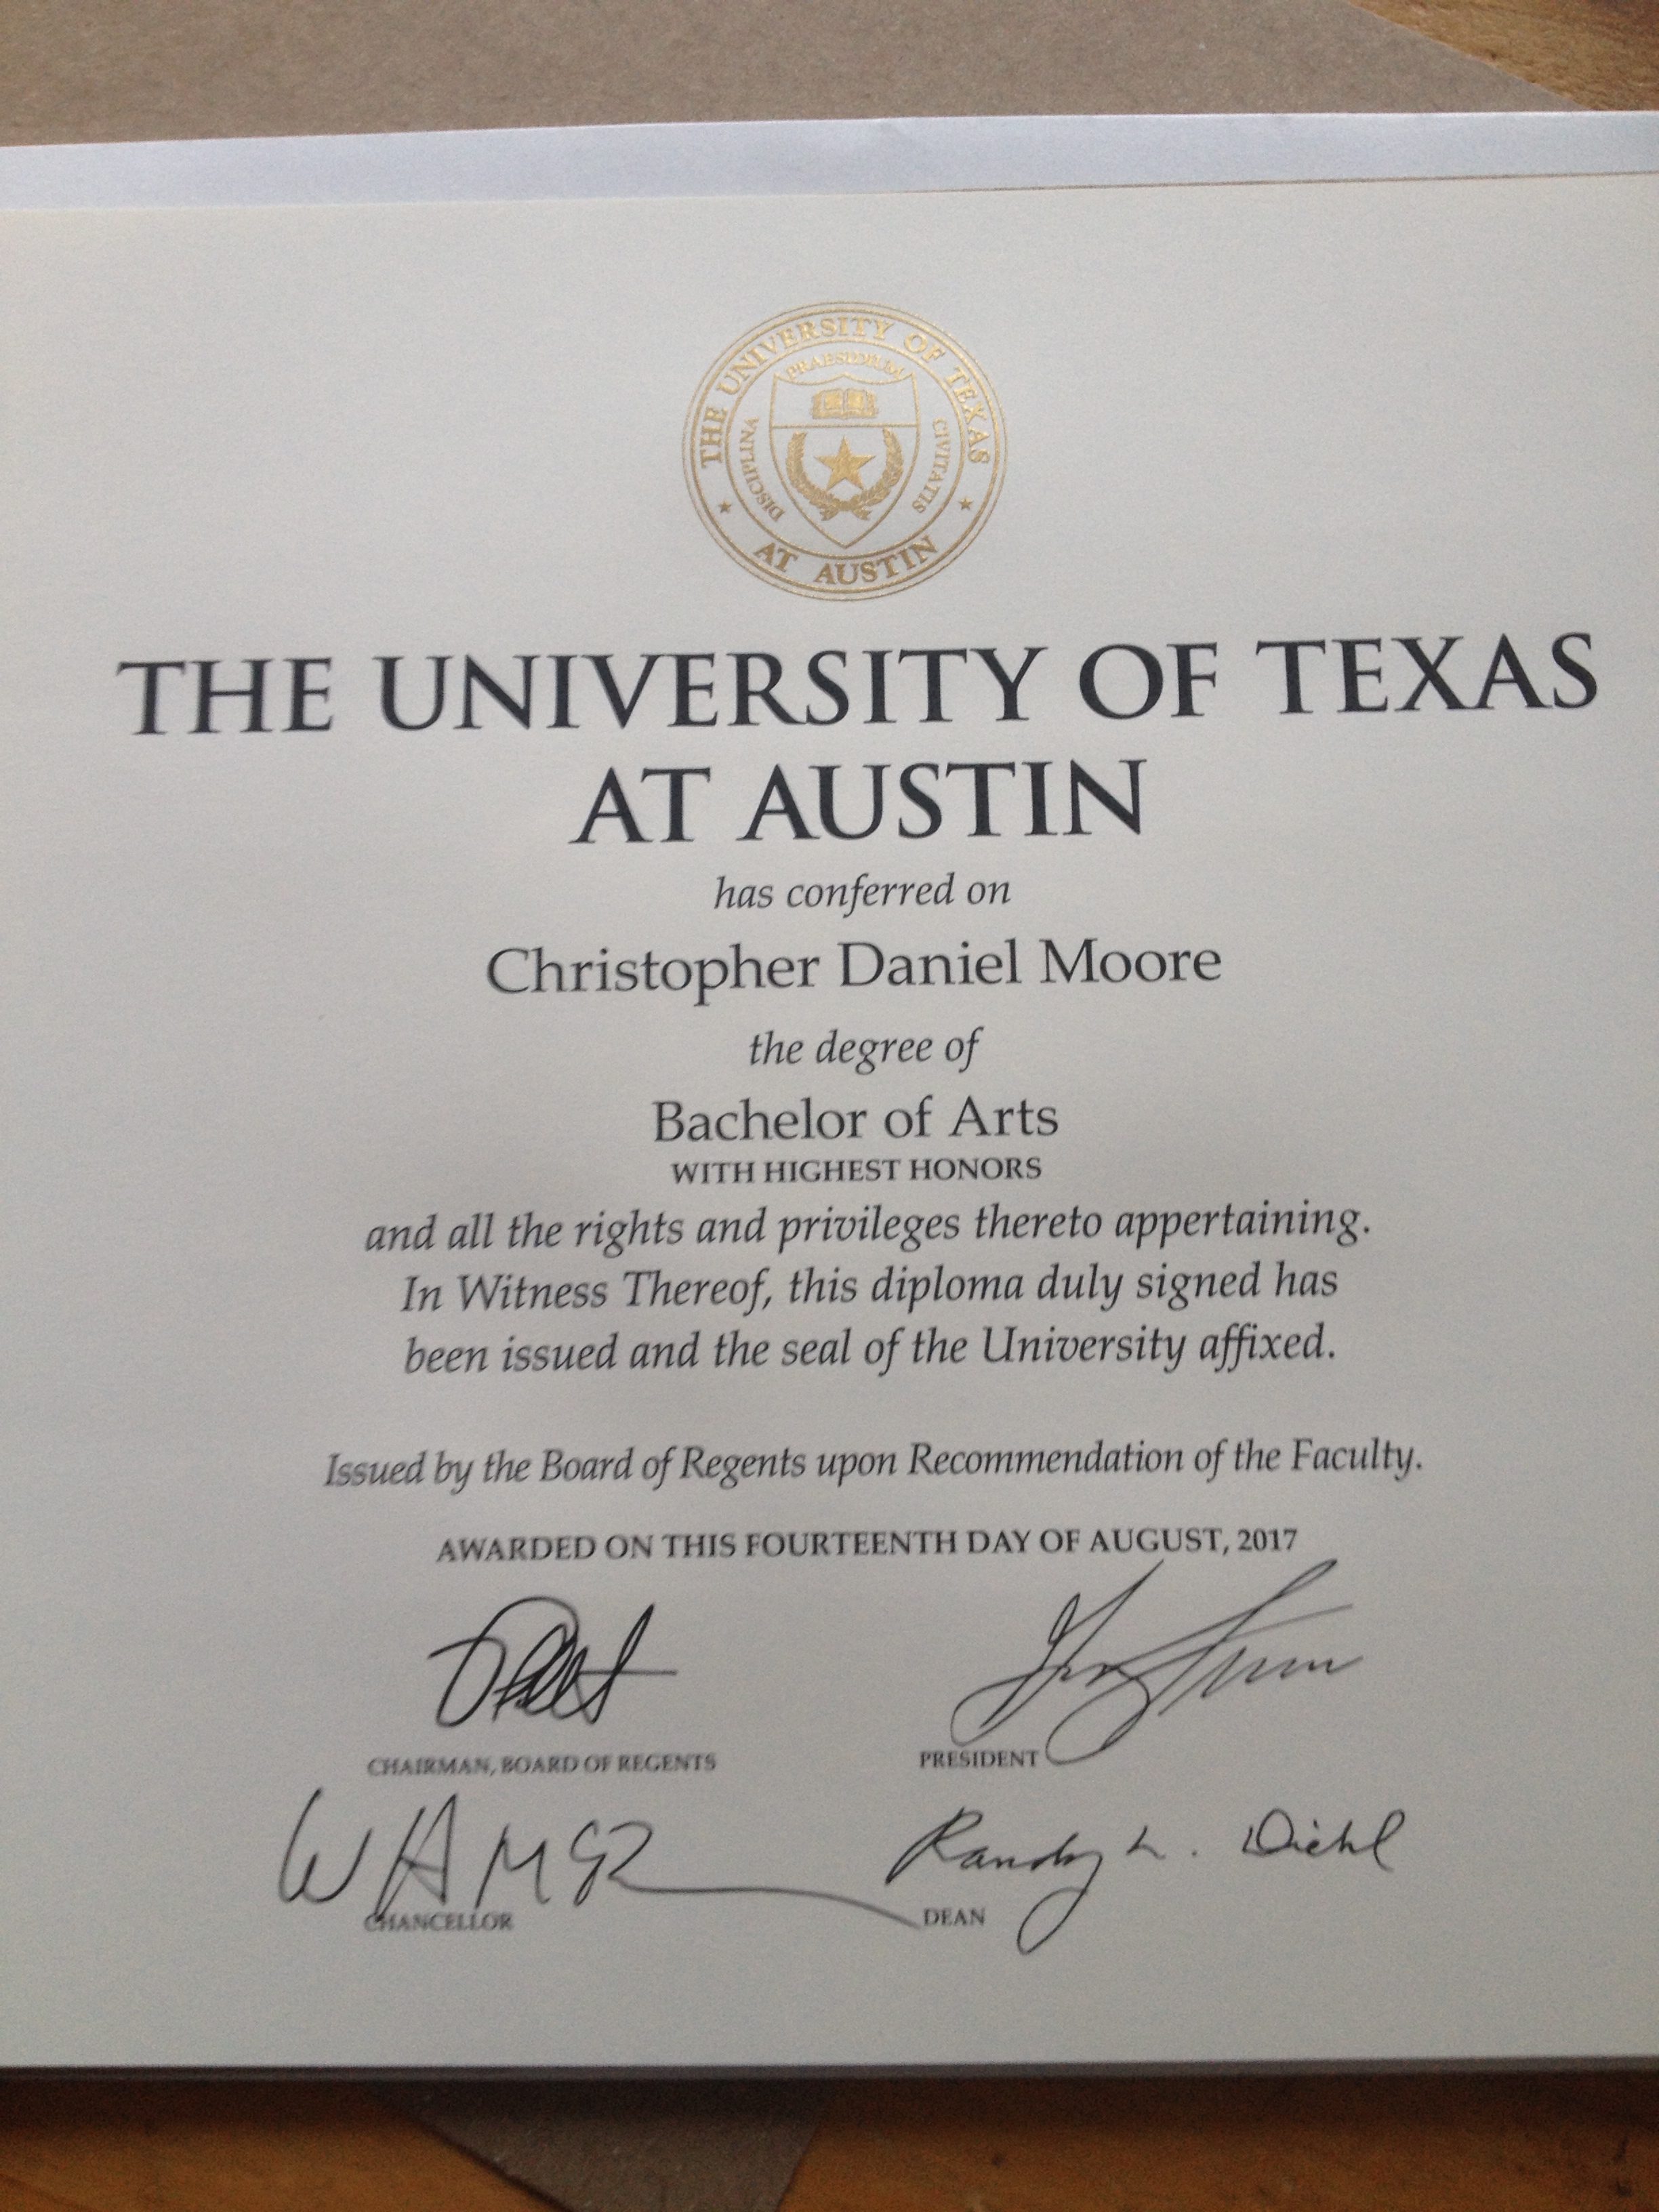 THE UNIVERSITY OF TEXAS
PRAESIDIUM
DISCIPLINA
CIVITATIS
AT AUSTIN
THE UNIVERSITY OF TEXAS
AT AUSTIN
has conferred on
Christopher Daniel Moore
the degree of
Bachelor of Arts
WITH HIGHEST HONORS
and all the rights and privileges thereto appertaining.
In Witness Thereof, this diploma duly signed has
been issued and the seal of the University affixed.
Issued by the Board of Regents upon Recommendation of the Faculty.
AWARDED ON THIS FOURTEENTH DAY OF AUGUST, 2017
CHAIRMAN, BOARD OF REGENTS
PRESIDENT
Randy L. Diehl
CHANCELLOR
DEAN